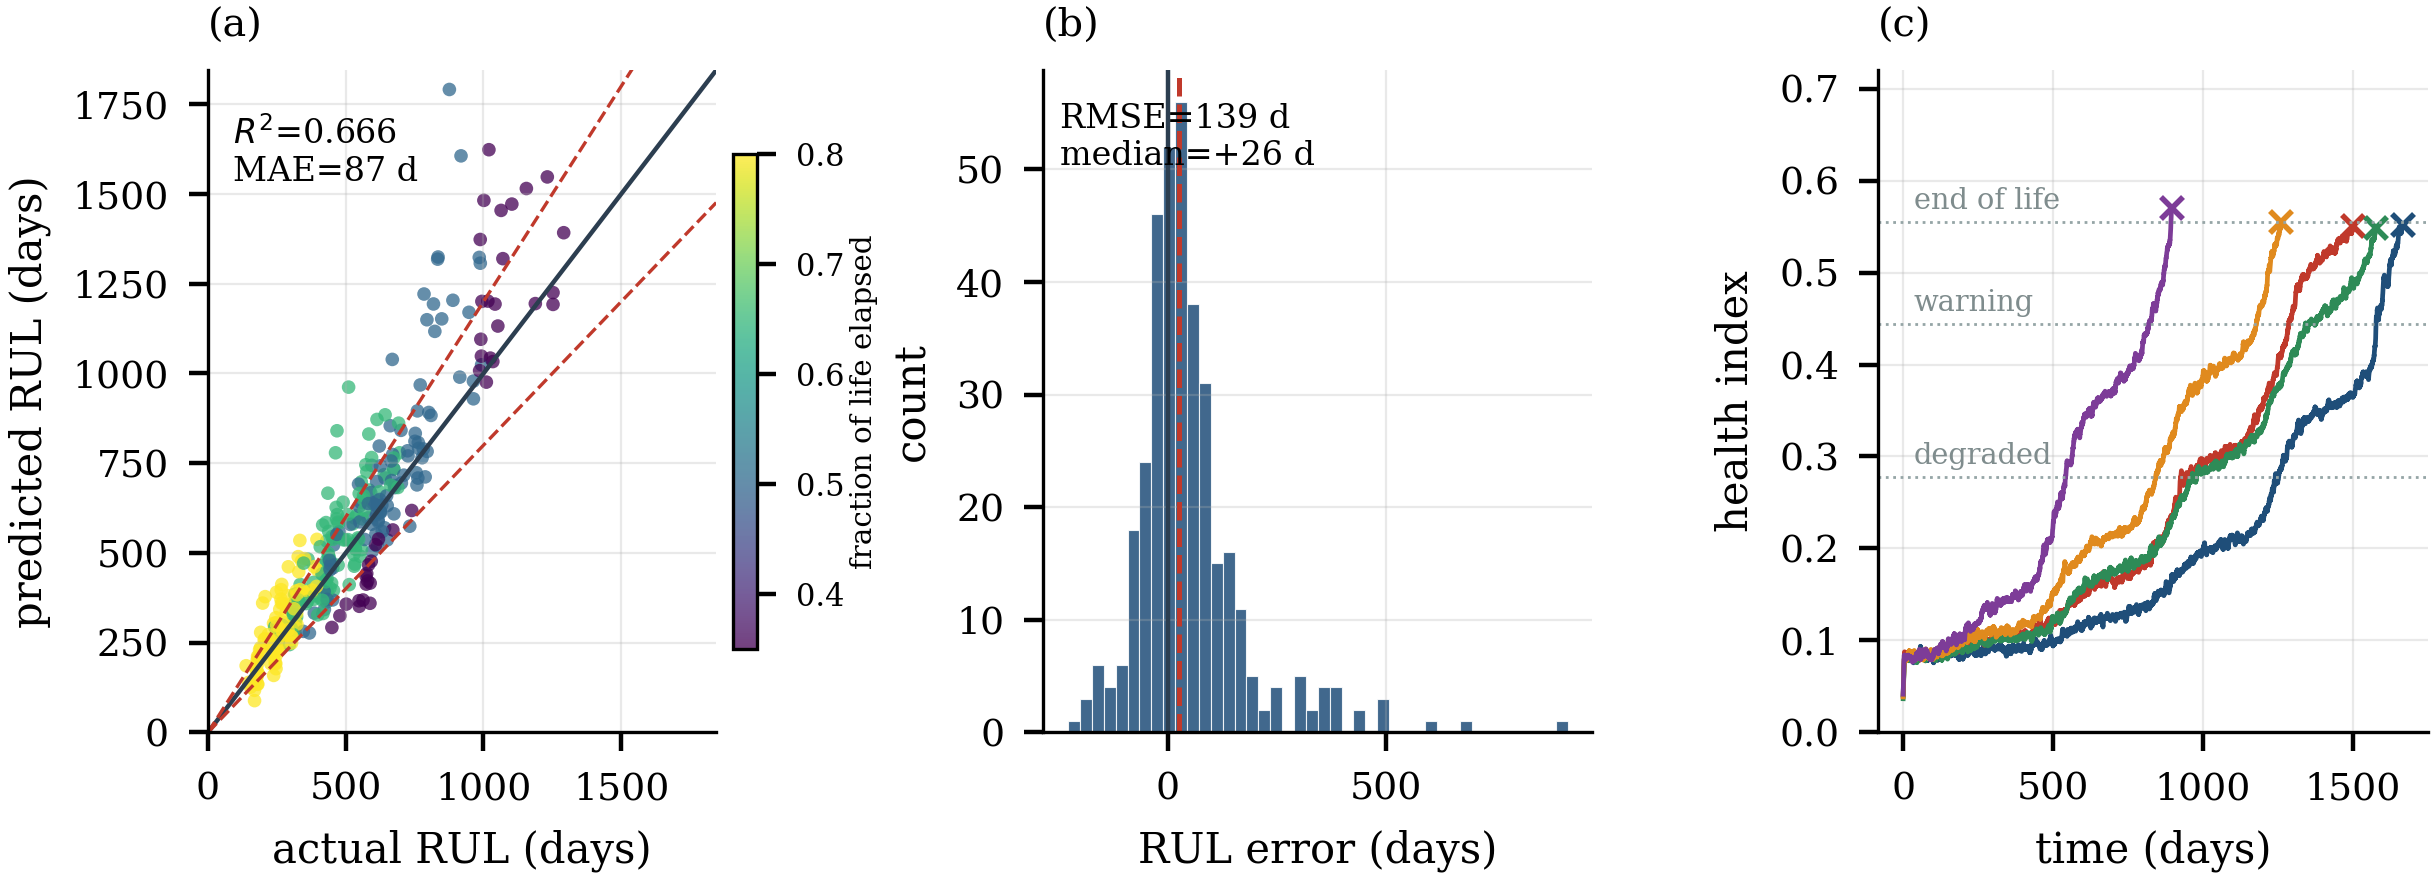 (a)
predicted RUL (days)
1750
1500
1250
1000
750
500
250
0
R²=0.666
MAE=87 d
0 500 1000 1500
actual RUL (days)
0.8
0.7
0.6
0.5
0.4
fraction of life elapsed
(b)
count
50
40
30
20
10
0
RMSE=139 d
median=+26 d
0 500
RUL error (days)
(c)
health index
0.7
0.6
0.5
0.4
0.3
0.2
0.1
0.0
end of life
warning
degraded
0 500 1000 1500
time (days)